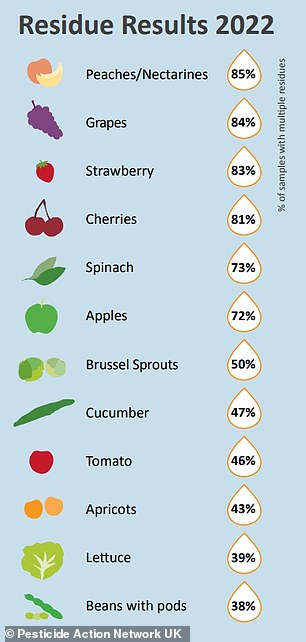 Residue Results 2022
% of samples with multiple residues
Peaches/Nectarines 85%
Grapes 84%
Strawberry 83%
Cherries 81%
Spinach 73%
Apples 72%
Brussel Sprouts 50%
Cucumber 47%
Tomato 46%
Apricots 43%
Lettuce 39%
Beans with pods 38%
© Pesticide Action Network UK